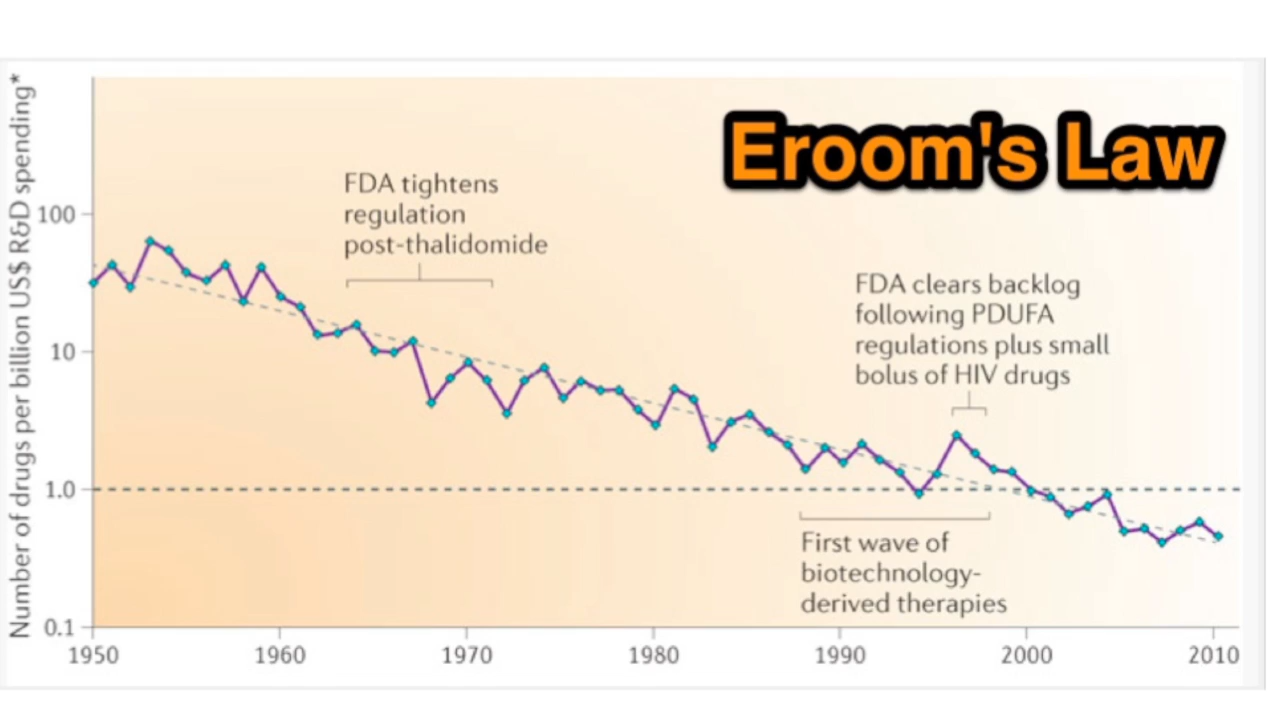 Eroom's Law
Number of drugs per billion US$ R&D spending*
FDA tightens
regulation
post-thalidomide
FDA clears backlog
following PDUFA
regulations plus small
bolus of HIV drugs
First wave of
biotechnology-
derived therapies
100
10
1.0
0.1
1950 1960 1970 1980 1990 2000 2010